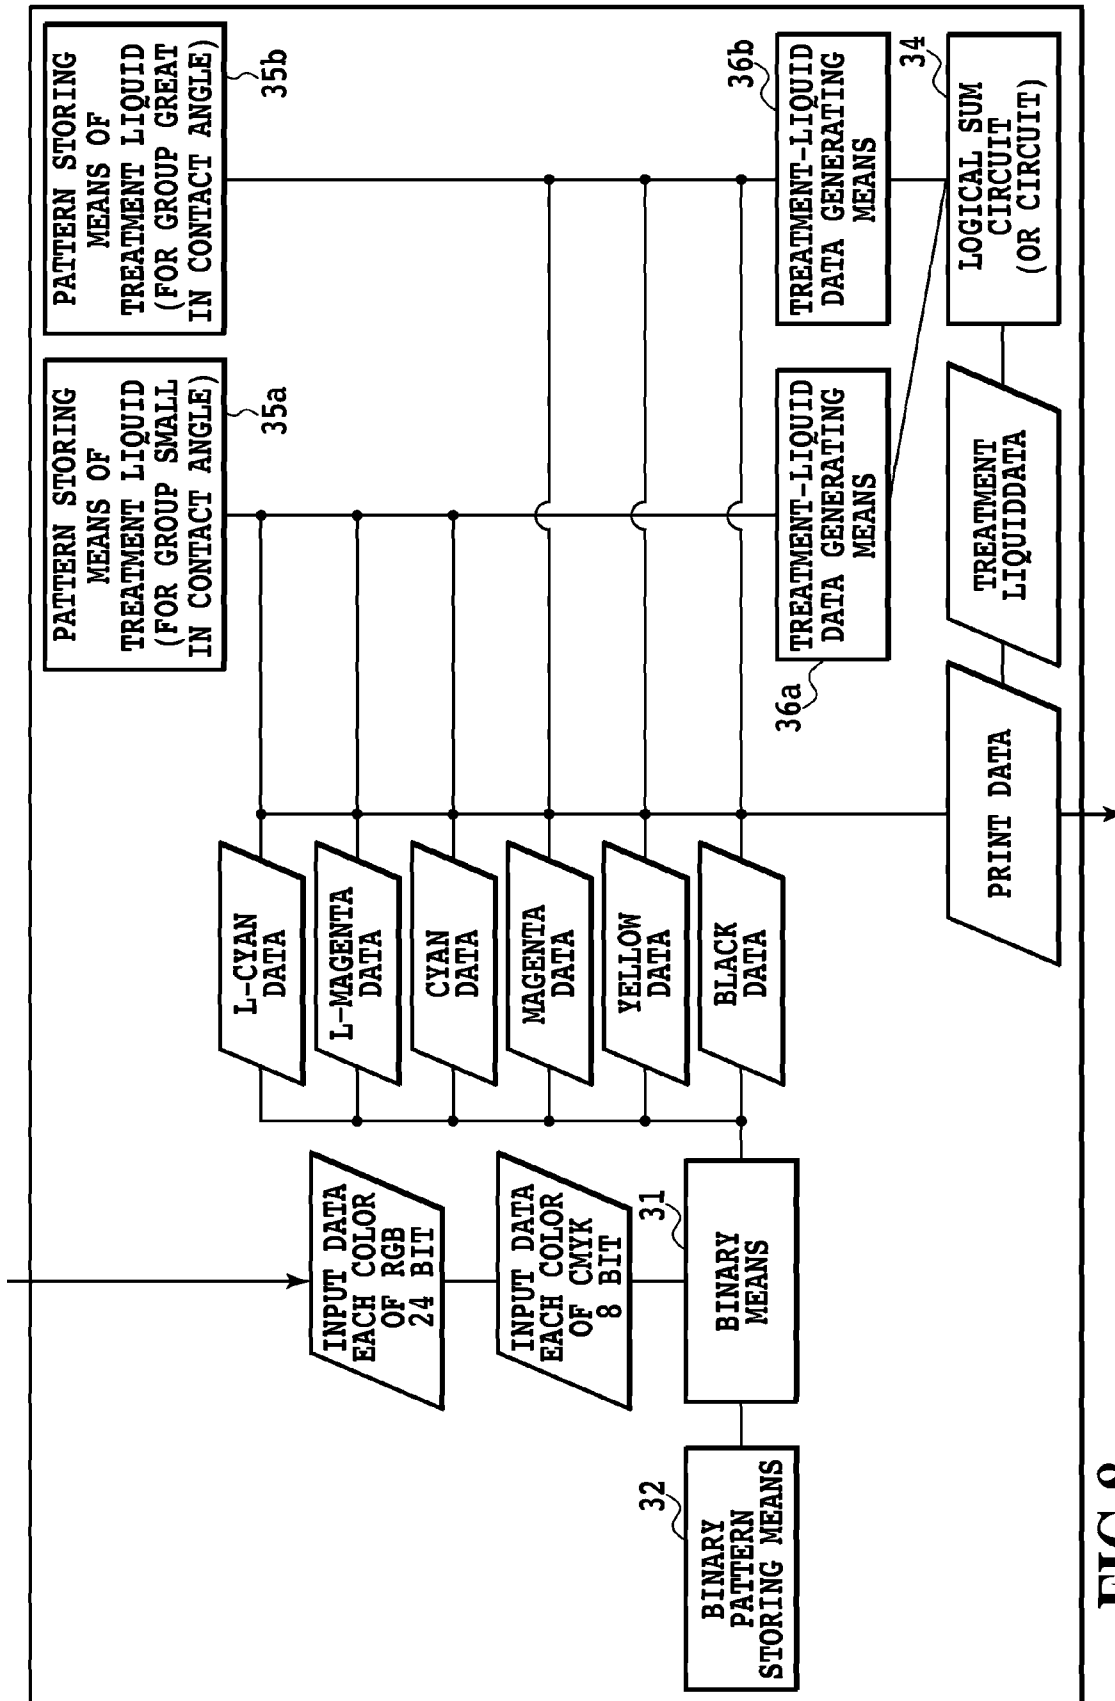 INPUT DATA
EACH COLOR
OF RGB
24 BIT
INPUT DATA
EACH COLOR
OF CMYK
8 BIT
32
BINARY
PATTERN
STORING MEANS
31
BINARY
MEANS
L-CYAN
DATA
L-MAGENTA
DATA
CYAN
DATA
MAGENTA
DATA
YELLOW
DATA
BLACK
DATA
PATTERN STORING
MEANS OF
TREATMENT LIQUID
(FOR GROUP SMALL
IN CONTACT ANGLE)
35a
PATTERN STORING
MEANS OF
TREATMENT LIQUID
(FOR GROUP GREAT
IN CONTACT ANGLE)
35b
36a
TREATMENT-LIQUID
DATA GENERATING
MEANS
36b
TREATMENT-LIQUID
DATA GENERATING
MEANS
34
LOGICAL SUM
CIRCUIT
(OR CIRCUIT)
TREATMENT
LIQUIDDATA
PRINT DATA